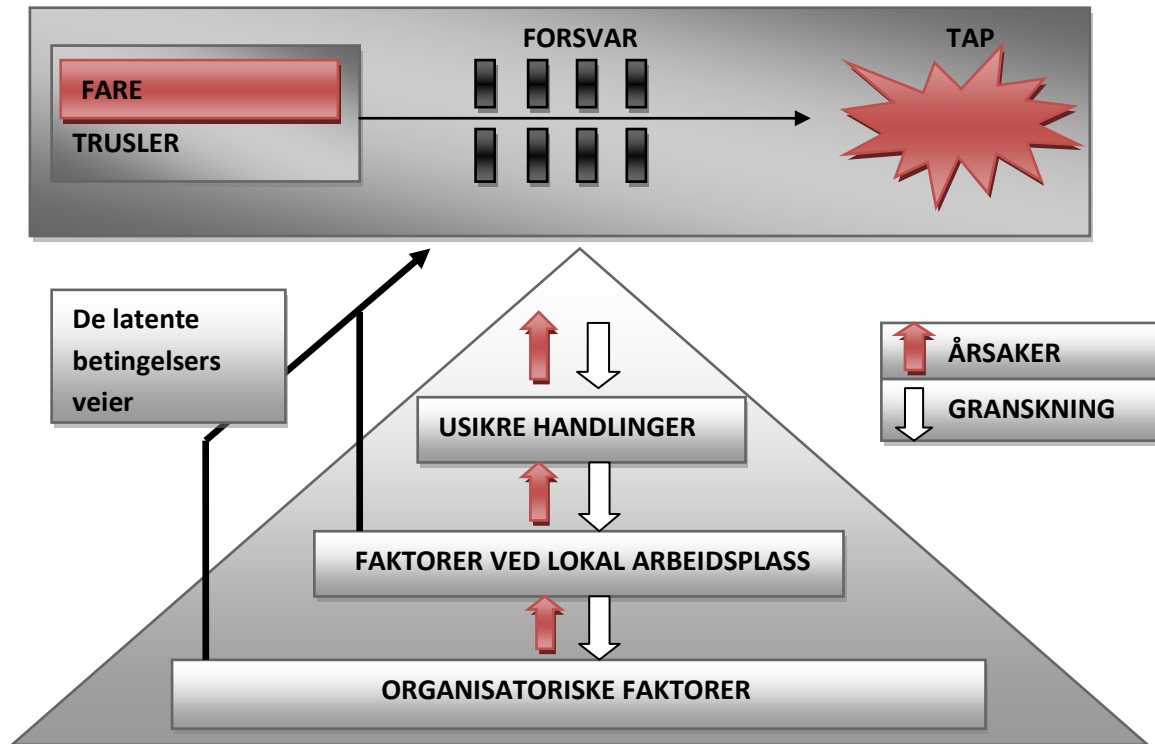 FORSVAR
TAP
FARE
TRUSLER
De latente
betingelsers
veier
ÅRSAKER
GRANSKNING
USIKRE HANDLINGER
FAKTORER VED LOKAL ARBEIDSPLASS
ORGANISATORISKE FAKTORER